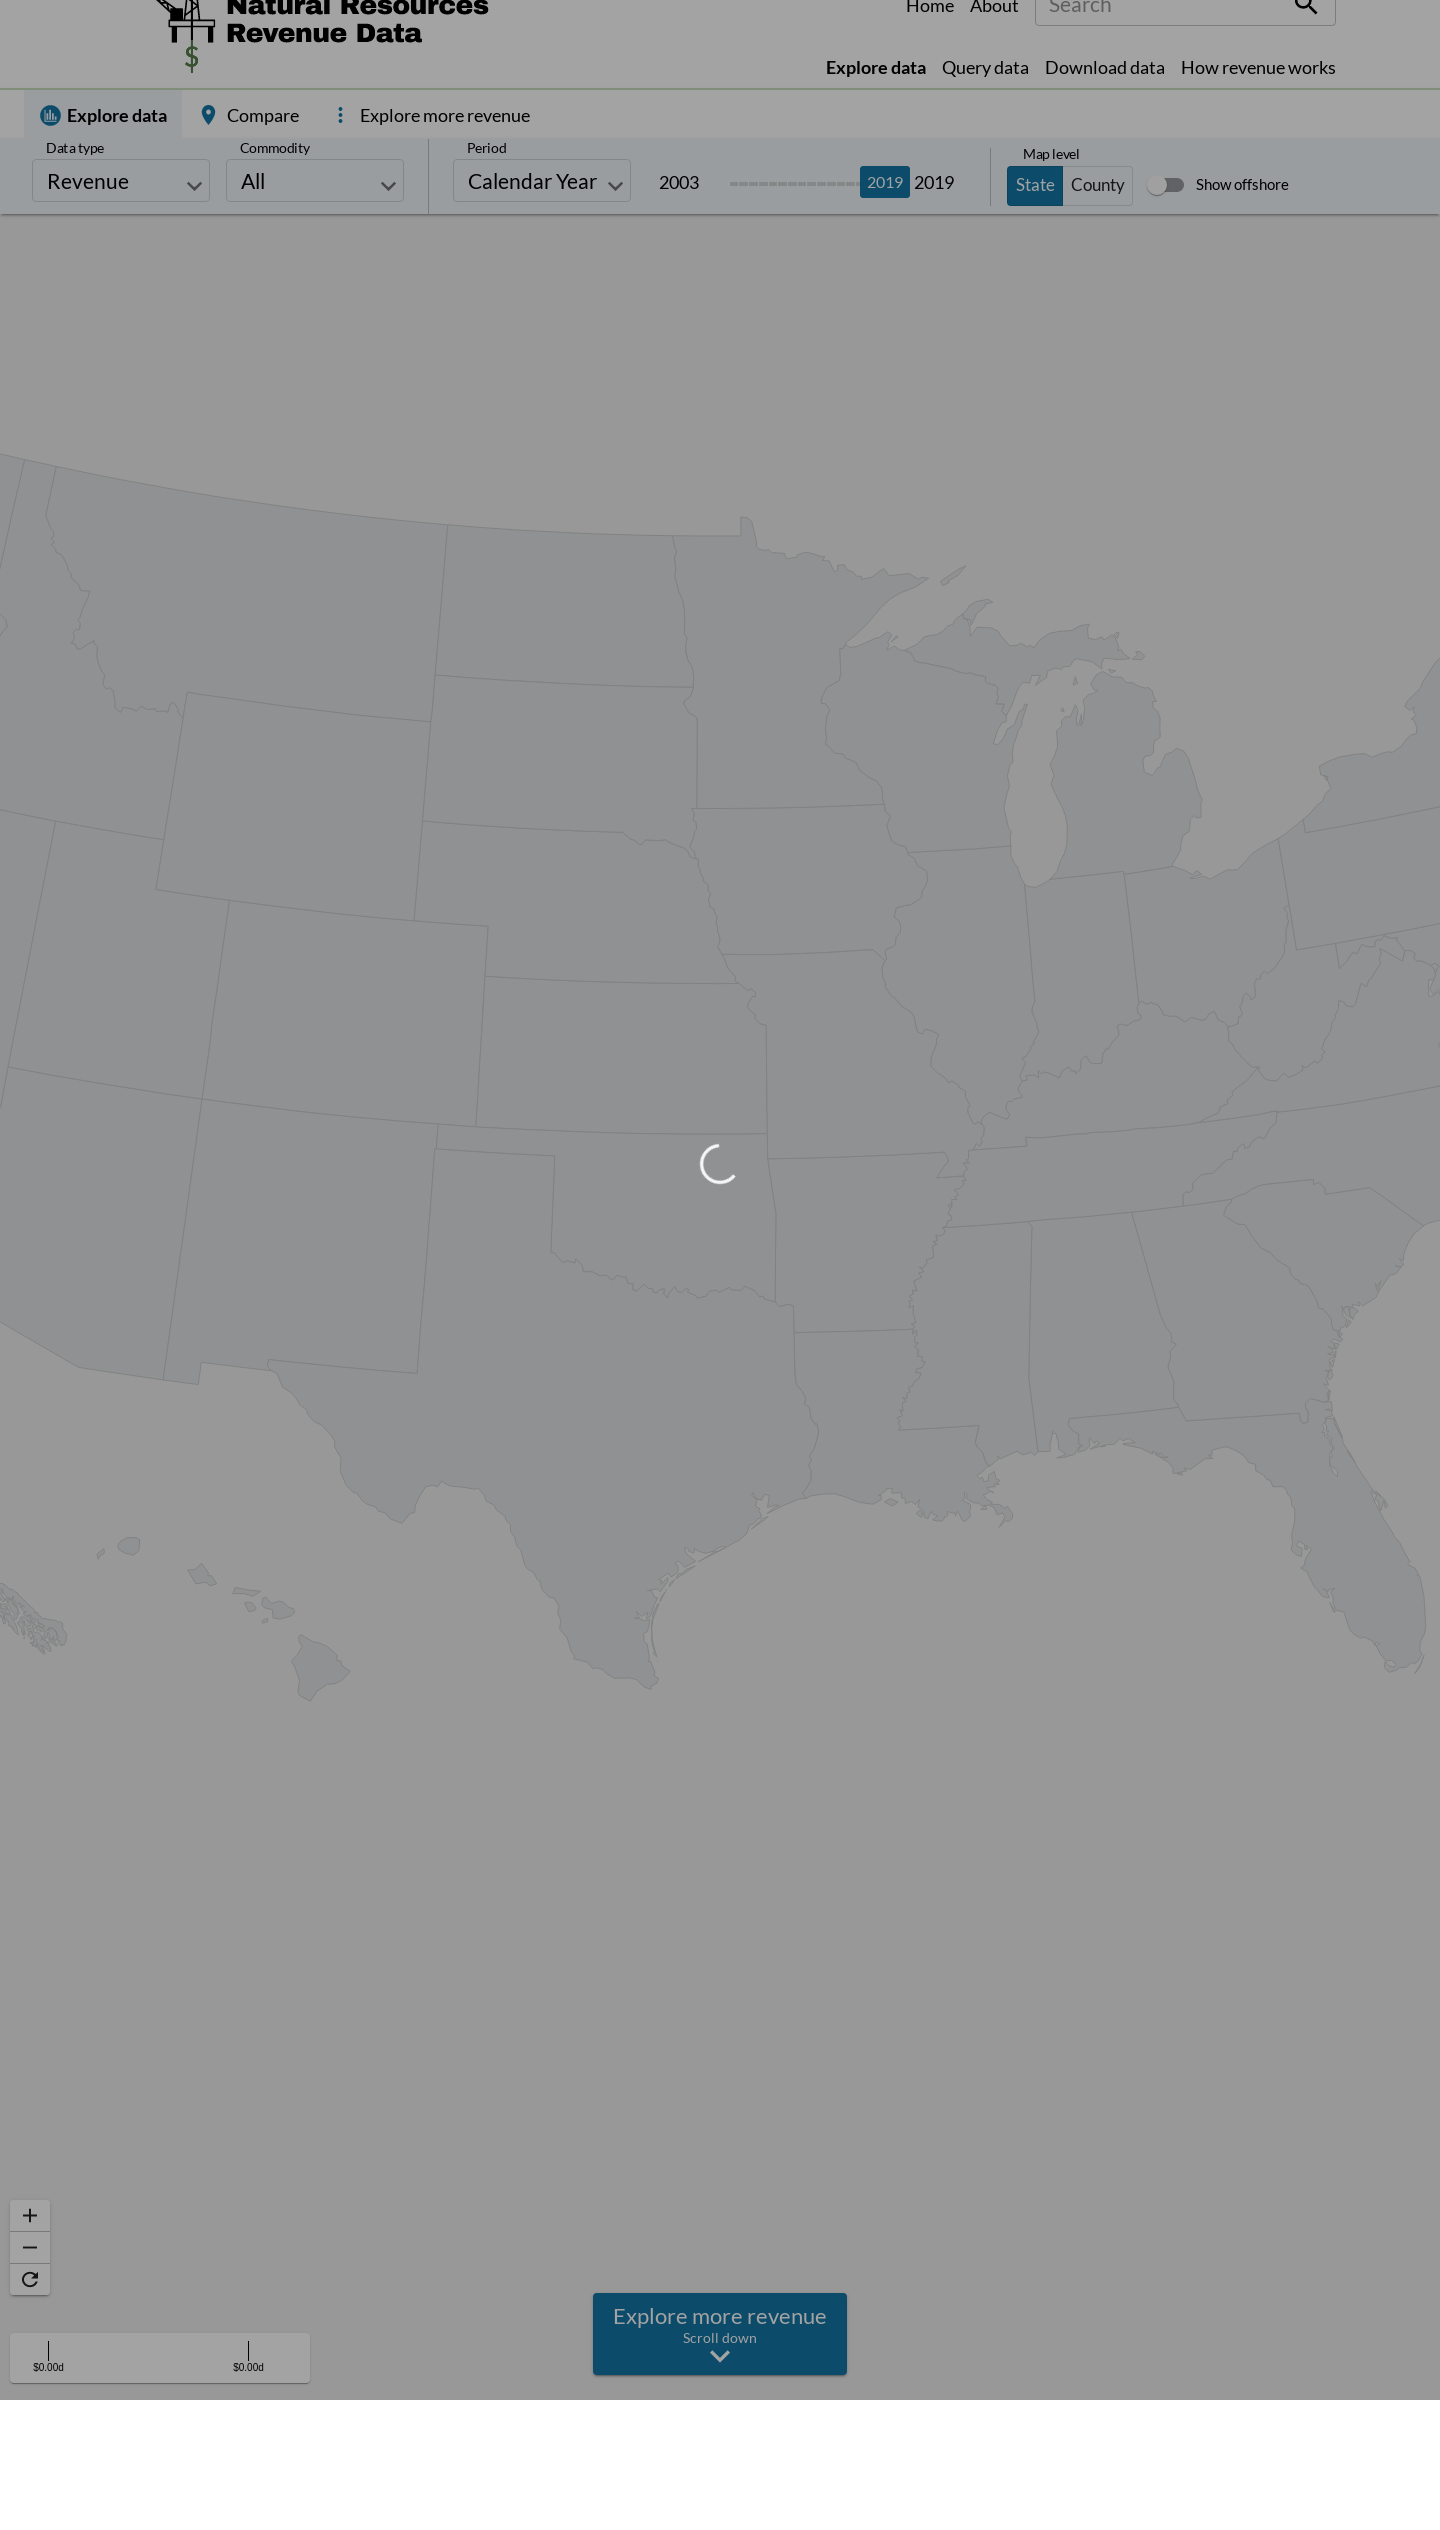 Natural Resources
Revenue Data
$
Home About Search
Explore data Query data Download data How revenue works
Explore data Compare Explore more revenue
Data type Commodity Period Map level
Revenue All Calendar Year 2003 2019 2019 State County Show offshore
Explore more revenue
Scroll down
$0.00d $0.00d